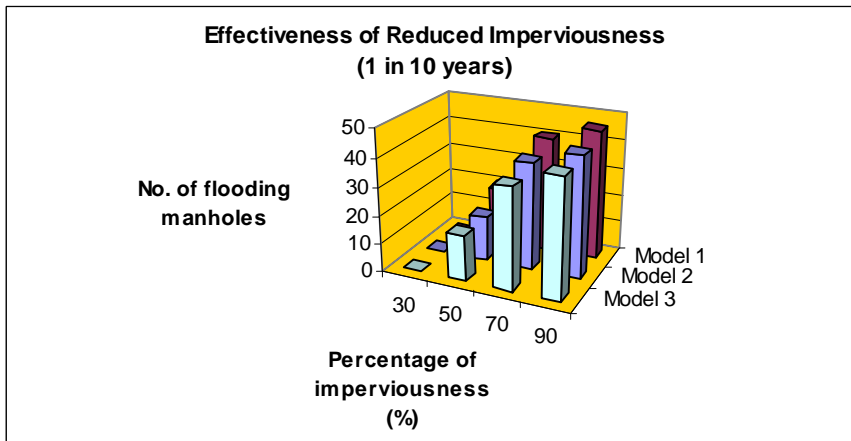 Effectiveness of Reduced Imperviousness
(1 in 10 years)
No. of flooding
manholes
50
40
30
20
10
0
30
50
70
90
Model 1
Model 2
Model 3
Percentage of
imperviousness
(%)